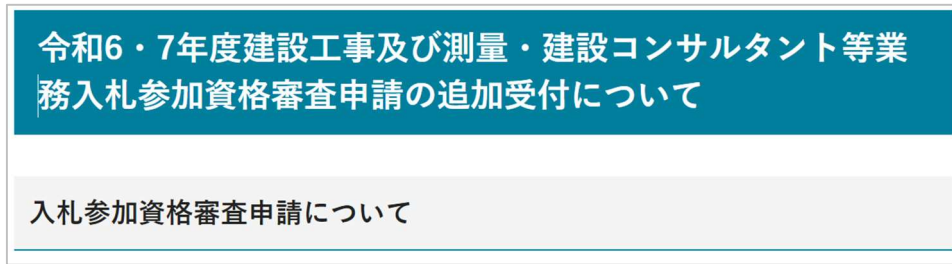 令和6・7年度建設工事及び測量・建設コンサルタント等業
務入札参加資格審査申請の追加受付について
入札参加資格審査申請について